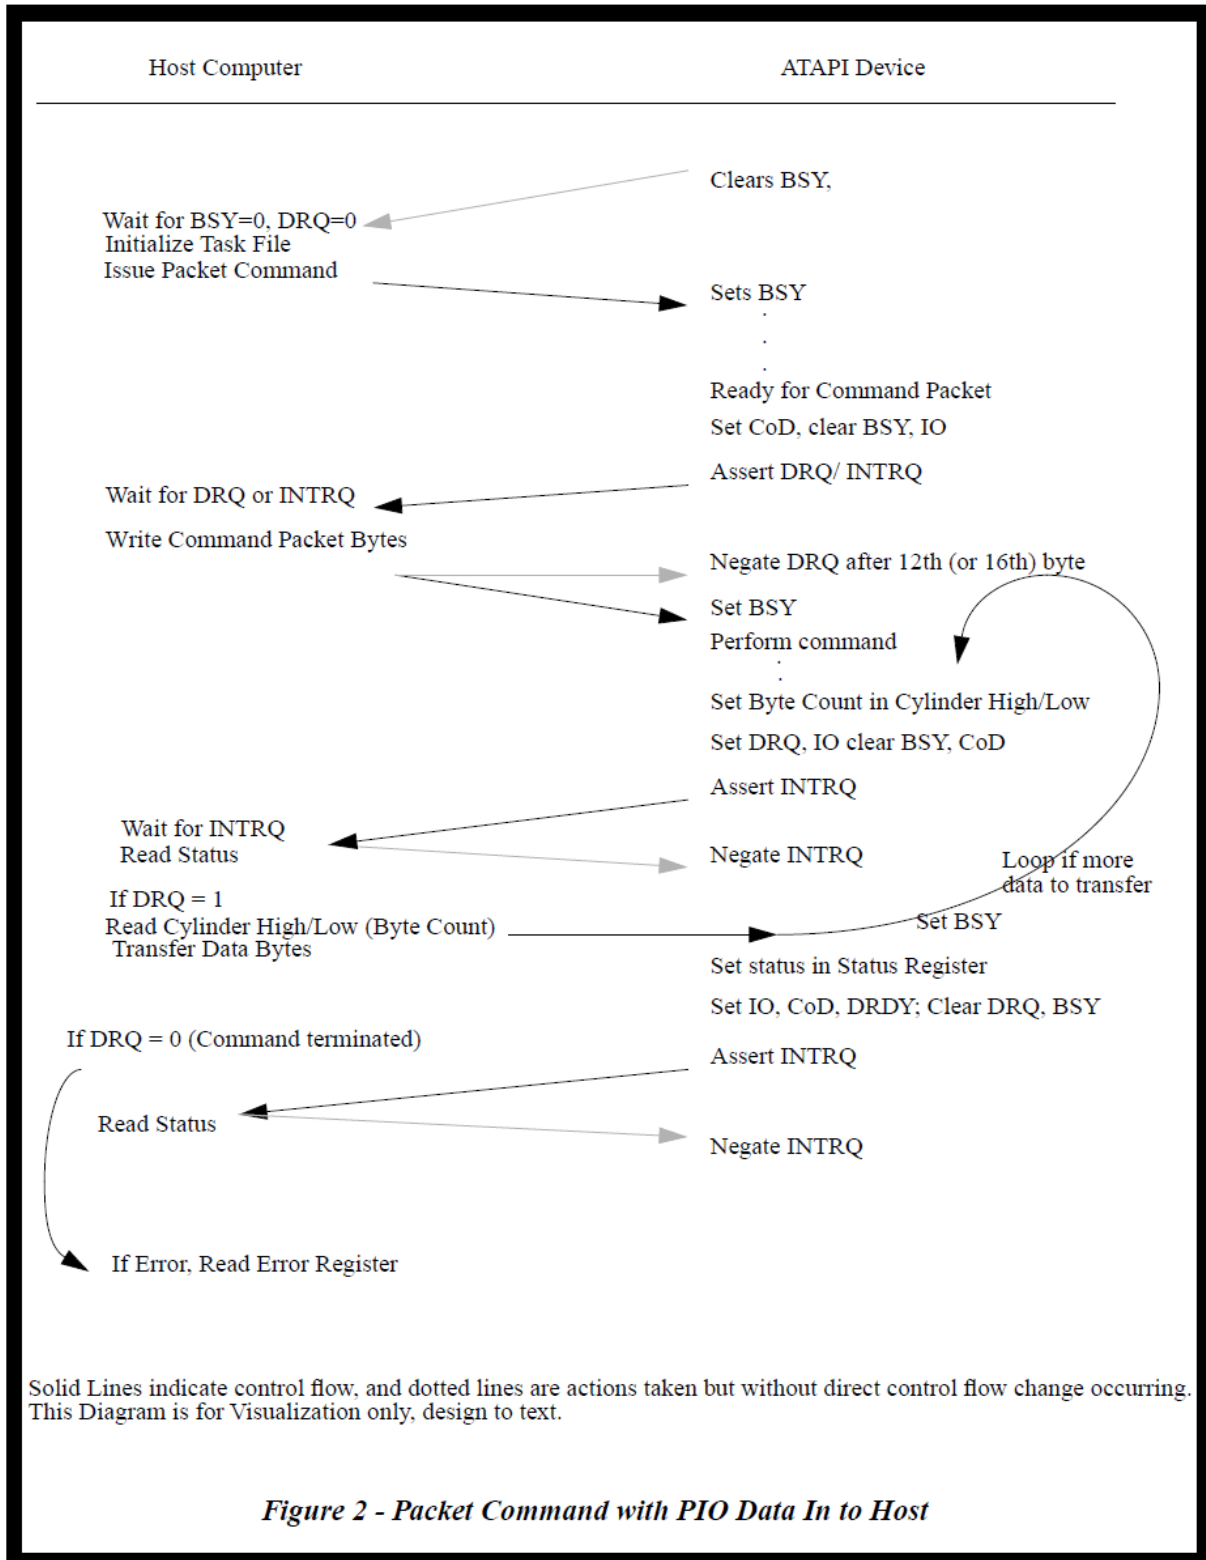 Host Computer
ATAPI Device
Clears BSY,
Wait for BSY=0, DRQ=0
Initialize Task File
Issue Packet Command
Sets BSY
.
.
.
Ready for Command Packet
Set CoD, clear BSY, IO
Assert DRQ/ INTRQ
Wait for DRQ or INTRQ
Write Command Packet Bytes
Negate DRQ after 12th (or 16th) byte
Set BSY
Perform command
.
.
Set Byte Count in Cylinder High/Low
Set DRQ, IO clear BSY, CoD
Assert INTRQ
Wait for INTRQ
Read Status
Negate INTRQ
Loop if more
data to transfer
If DRQ = 1
Read Cylinder High/Low (Byte Count)
Transfer Data Bytes
Set BSY
Set status in Status Register
Set IO, CoD, DRDY; Clear DRQ, BSY
If DRQ = 0 (Command terminated)
Assert INTRQ
Read Status
Negate INTRQ
If Error, Read Error Register
Solid Lines indicate control flow, and dotted lines are actions taken but without direct control flow change occurring.
This Diagram is for Visualization only, design to text.
Figure 2 - Packet Command with PIO Data In to Host